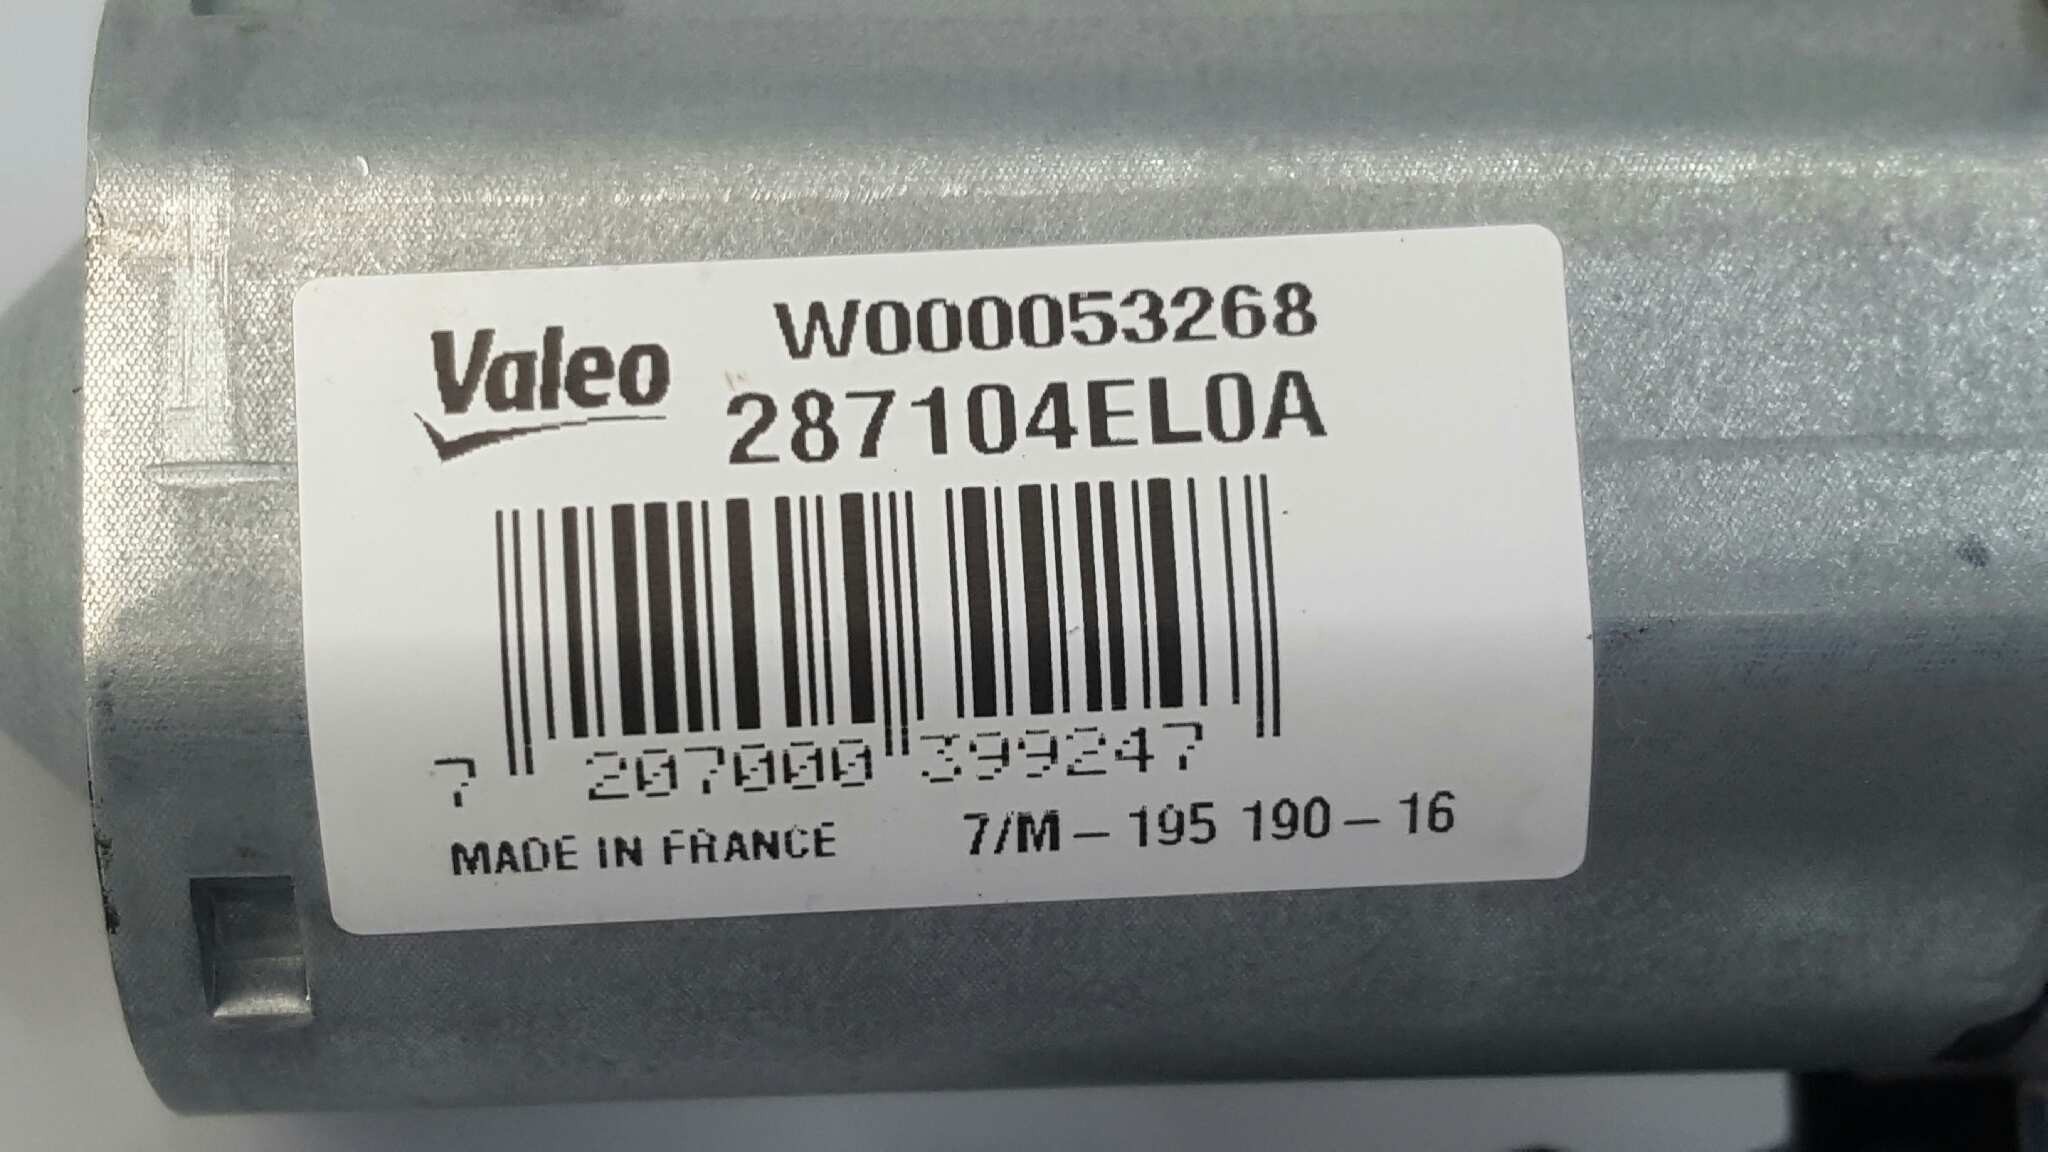 Valeo
W000053268
287104EL0A
7 207000 399247
MADE IN FRANCE 7/M-195 190-16